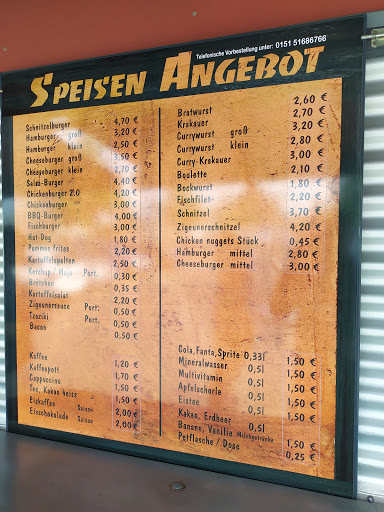 Telefonische Vorbestellung unter: 0151 51686766
SPEISEN ANGEBOT
Schnitzelburger 4,70 €
Hamburger groß 3,20 €
Hamburger klein 2,50 €
Cheeseburger groß 3,50 €
Cheeseburger klein 2,70 €
Salat-Burger 4,40 €
Chickenburger 2.0 4,20 €
Chickenburger 3,00 €
BBQ-Burger 4,00 €
Fischburger 3,00 €
Hot-Dog 1,80 €
Pommes frites 2,20 €
Kartoffelspalten 2,50 €
Ketchup / Majo Port. 0,30 €
Brötchen 0,35 €
Kartoffelsalat 2,20 €
Zigeunersauce Port. 0,50 €
Tzaziki Port. 0,50 €
Bacon 0,50 €
Kaffee 1,20 €
Kaffeepott 1,70 €
Cappuccino 1,50 €
Tee, Kakao weiss 1,50 €
Eiskaffee Saison 2,00 €
Eisschokolade Saison 2,00 €
Bratwurst 2,60 €
Krakauer 2,70 €
Currywurst groß 3,20 €
Currywurst klein 2,80 €
Curry-Krakauer 3,00 €
Boulette 2,10 €
Bockwurst 1,80 €
Fischfilet 2,20 €
Schnitzel 3,70 €
Zigeunerschnitzel 4,20 €
Chicken nuggets Stück 0,45 €
Hamburger mittel 2,80 €
Cheeseburger mittel 3,00 €
Cola,Fanta,Sprite 0,33l 1,50 €
Mineralwasser 0,5l 1,50 €
Multivitamin 0,5l 1,50 €
Apfelschorle 0,5l 1,50 €
Eistee 0,5l 1,50 €
Kakao, Erdbeer 0,5l
Banane, Vanille Milchgetränke 1,50 €
Petflasche / Dose 0,25 €